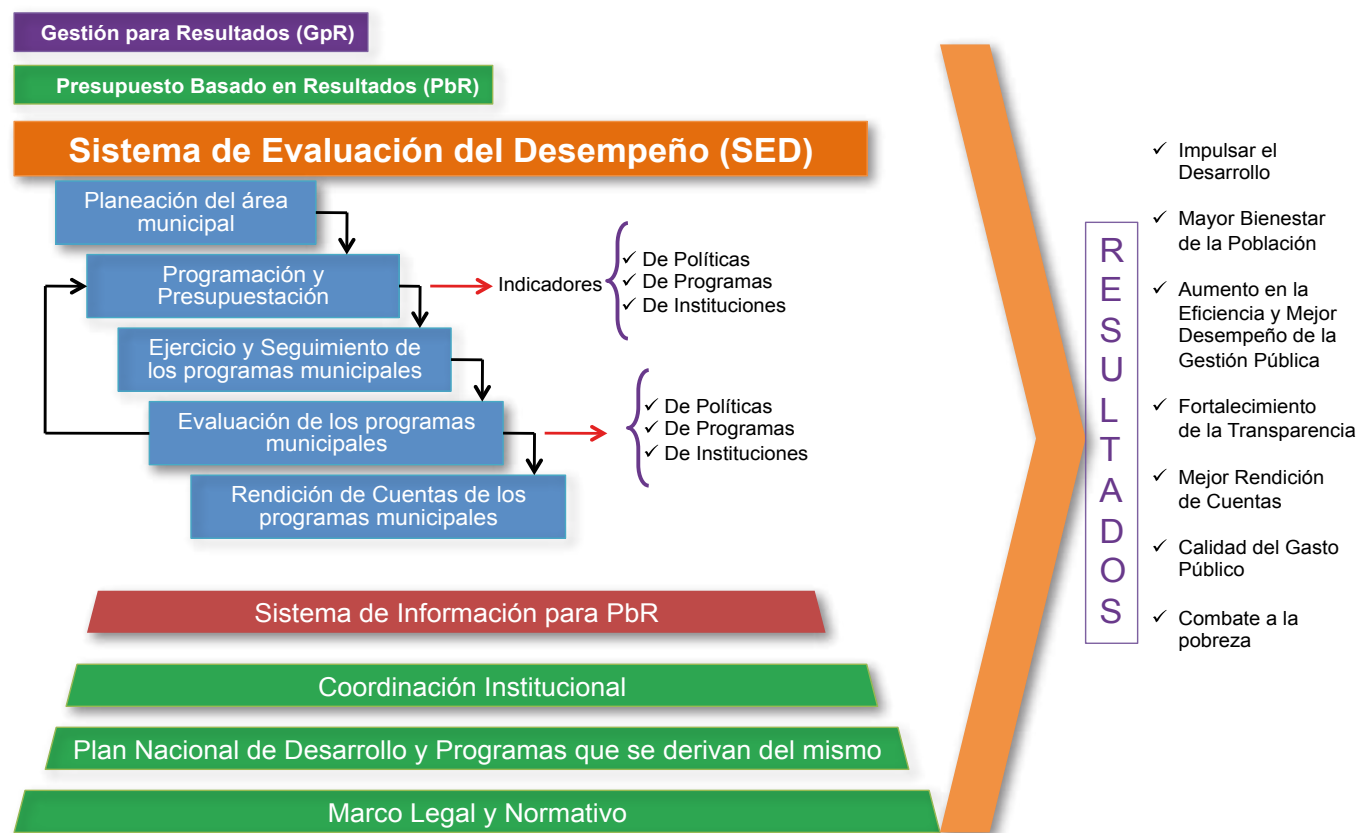 Gestión para Resultados (GpR)
Presupuesto Basado en Resultados (PbR)
Sistema de Evaluación del Desempeño (SED)
Planeación del área
municipal
Programación y
Presupuestación
Indicadores
✓ De Políticas
✓ De Programas
✓ De Instituciones
Ejercicio y Seguimiento de
los programas municipales
Evaluación de los programas
municipales
✓ De Políticas
✓ De Programas
✓ De Instituciones
Rendición de Cuentas de los
programas municipales
Sistema de Información para PbR
Coordinación Institucional
Plan Nacional de Desarrollo y Programas que se derivan del mismo
Marco Legal y Normativo
RESULTADOS
✓ Impulsar el
Desarrollo
✓ Mayor Bienestar
de la Población
✓ Aumento en la
Eficiencia y Mejor
Desempeño de la
Gestión Pública
✓ Fortalecimiento
de la Transparencia
✓ Mejor Rendición
de Cuentas
✓ Calidad del Gasto
Público
✓ Combate a la
pobreza